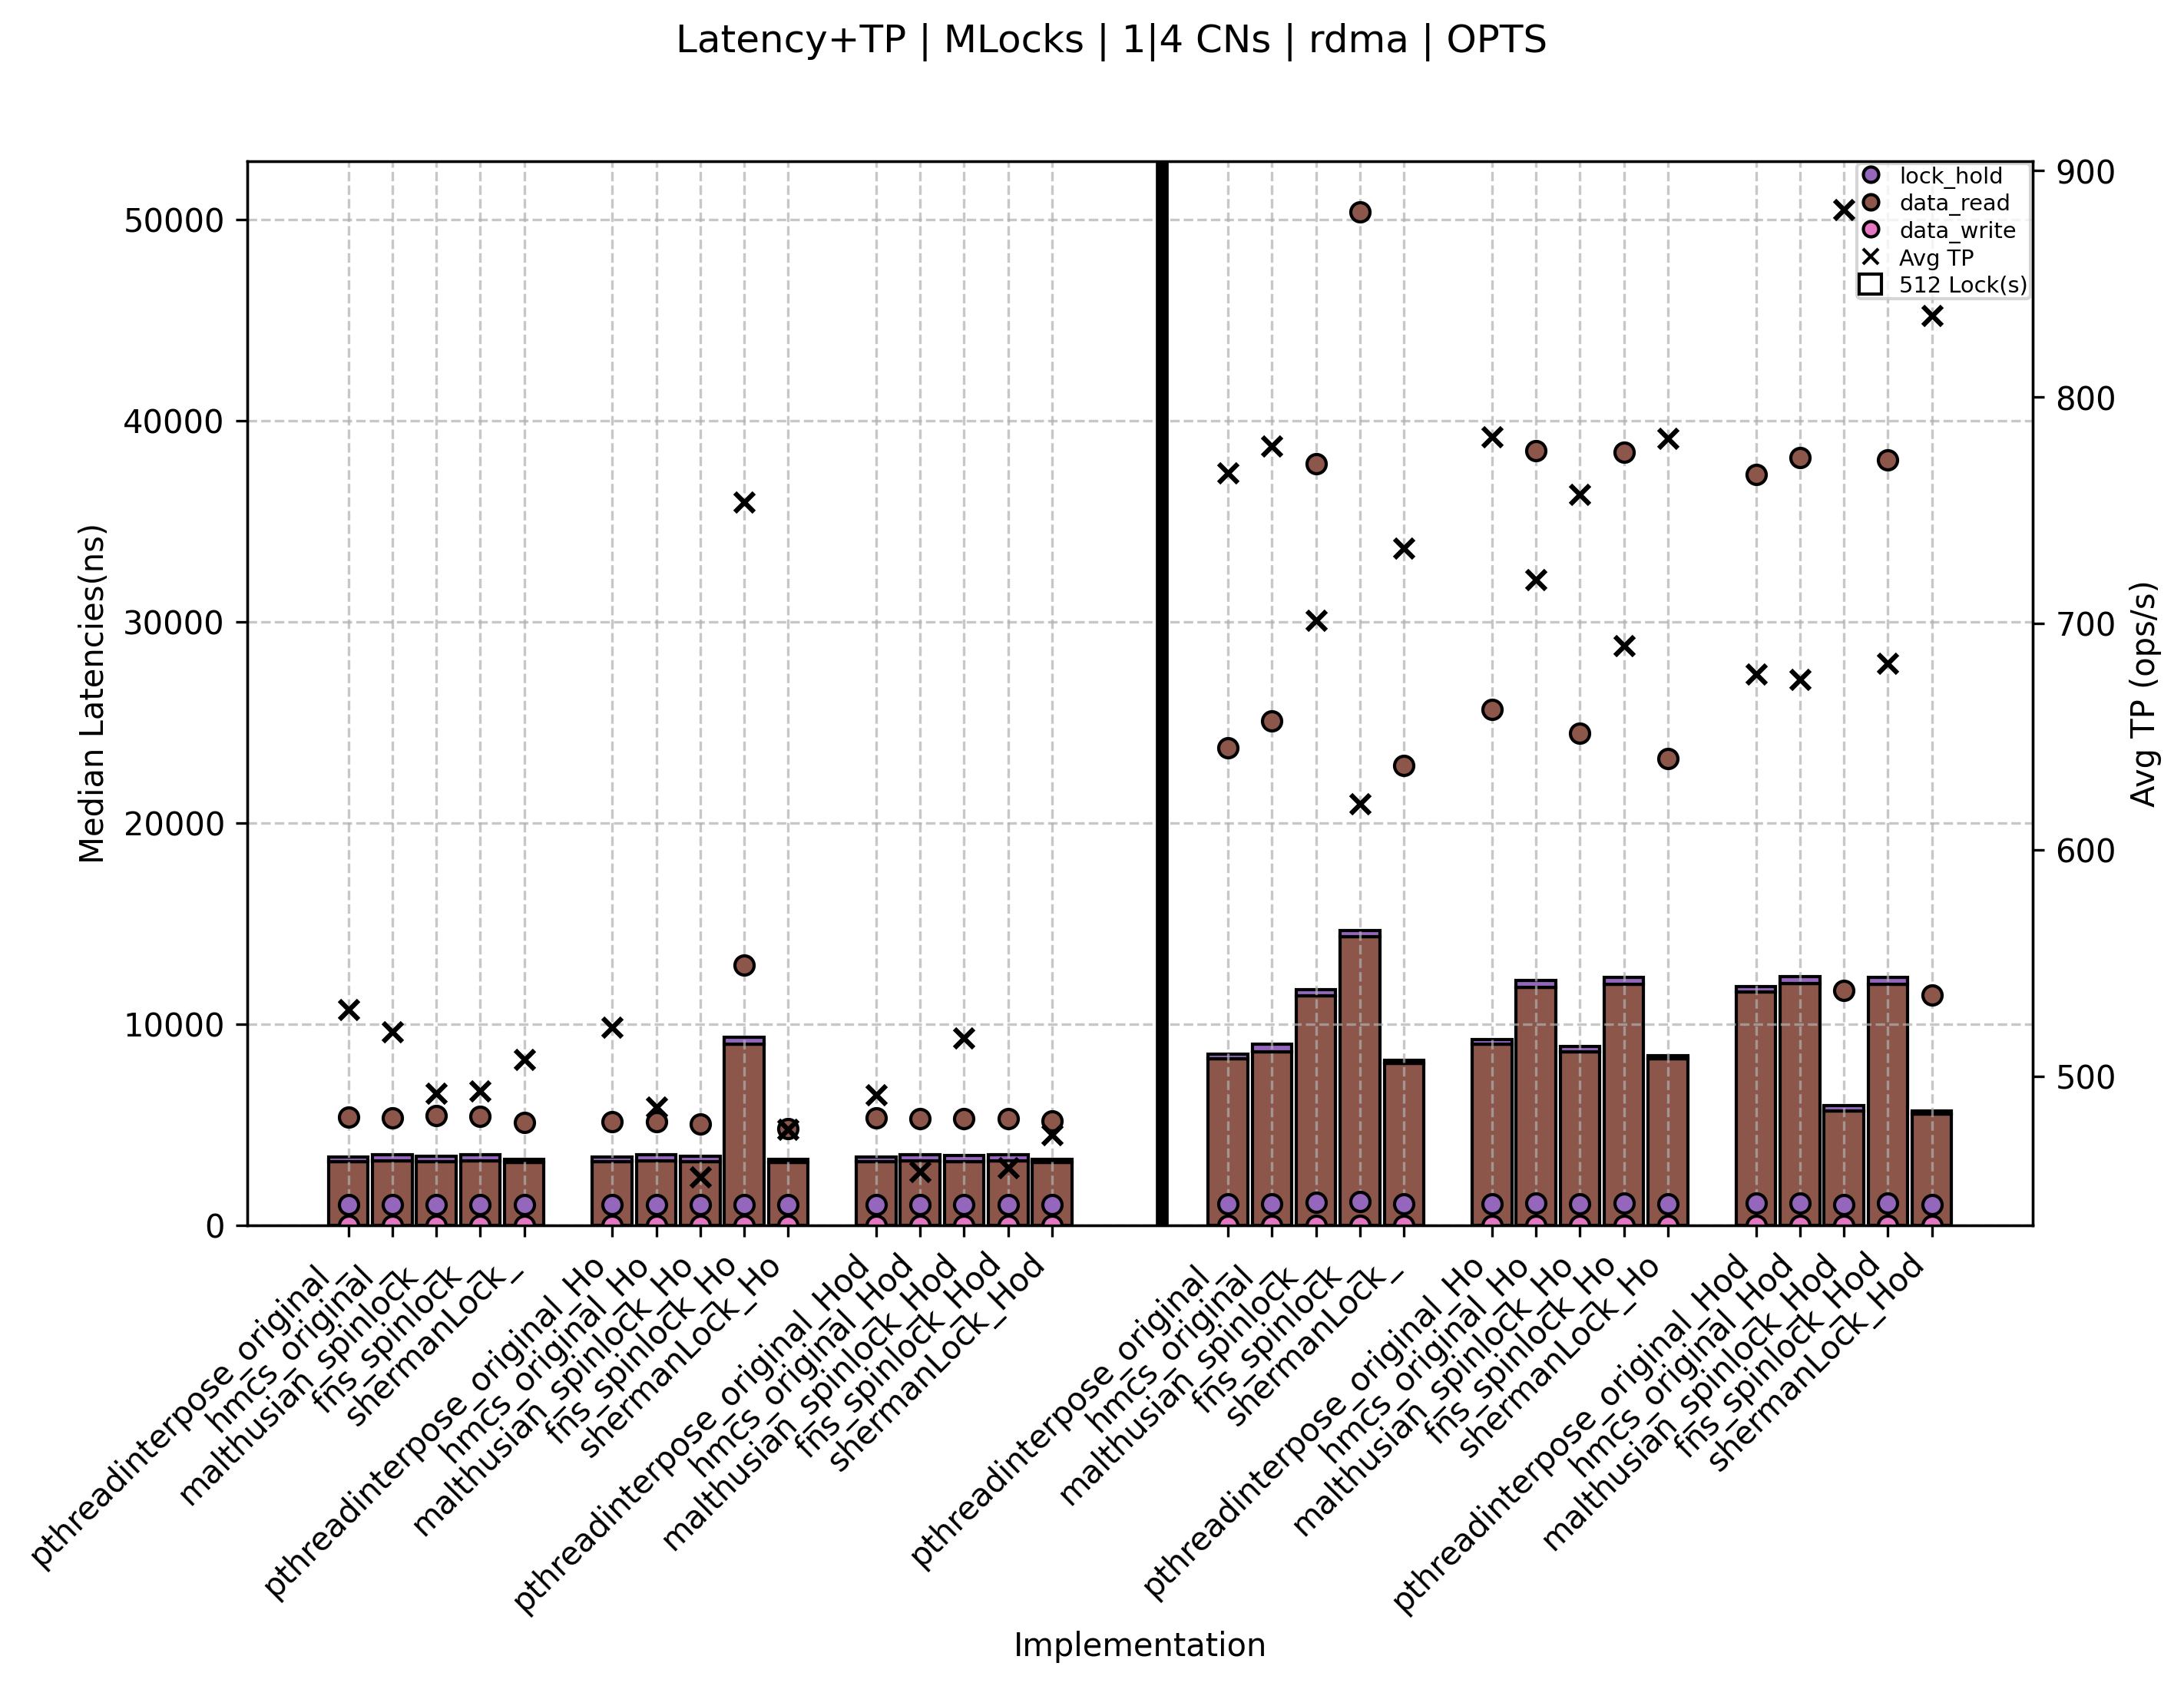 Latency+TP | MLocks | 1|4 CNs | rdma | OPTS
Median Latencies(ns)
50000
40000
30000
20000
10000
0
Avg TP (ops/s)
900
800
700
600
500
lock_hold
data_read
data_write
Avg TP
512 Lock(s)
pthreadinterpose_original_
hmcs_original_
malthusian_spinlock_
fns_spinlock_
shermanLock_
pthreadinterpose_original_Ho
hmcs_original_Ho
malthusian_spinlock_Ho
fns_spinlock_Ho
shermanLock_Ho
pthreadinterpose_original_Hod
hmcs_original_Hod
malthusian_spinlock_Hod
fns_spinlock_Hod
shermanLock_Hod
pthreadinterpose_original_
hmcs_original_
malthusian_spinlock_
fns_spinlock_
shermanLock_
pthreadinterpose_original_Ho
hmcs_original_Ho
malthusian_spinlock_Ho
fns_spinlock_Ho
shermanLock_Ho
pthreadinterpose_original_Hod
hmcs_original_Hod
malthusian_spinlock_Hod
fns_spinlock_Hod
shermanLock_Hod
Implementation